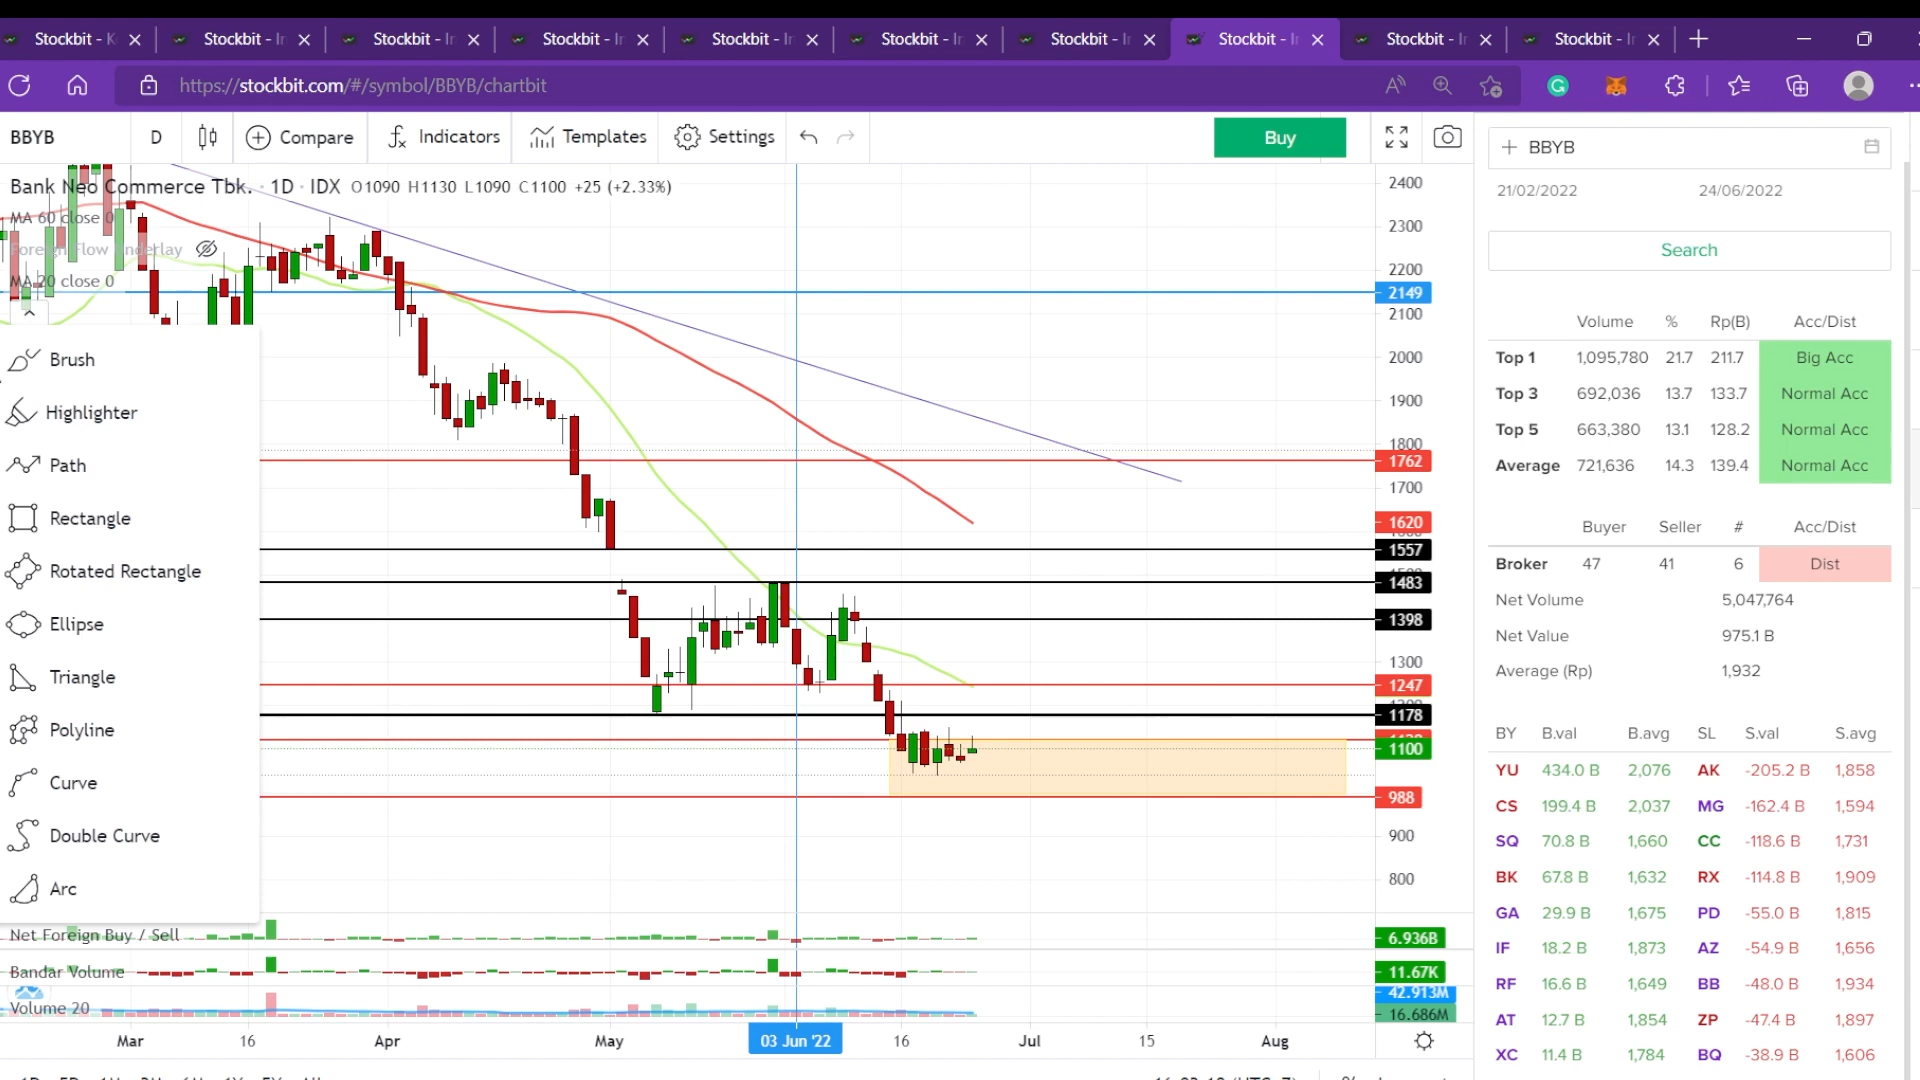 Stockbit - K Stockbit - I Stockbit - I Stockbit - I Stockbit - I Stockbit - I Stockbit - I Stockbit - I Stockbit - I Stockbit - I
https://stockbit.com/#/symbol/BBYB/chartbit
BBYB D Compare Indicators Templates Settings Buy
Bank Neo Commerce Tbk. · 1D · IDX O1090 H1130 L1090 C1100 +25 (+2.33%)
MA 60 close 0
Foreign Flow Underlay
MA 20 close 0
Brush
Highlighter
Path
Rectangle
Rotated Rectangle
Ellipse
Triangle
Polyline
Curve
Double Curve
Arc
Net Foreign Buy / Sell
Bandar Volume
Volume 20
2400
2300
2200
2149
2100
2000
1900
1800
1762
1700
1620
1557
1483
1398
1300
1247
1178
1100
988
900
800
6.936B
11.67K
42.913M
16.686M
Mar 16 Apr May 03 Jun '22 16 Jul 15 Aug
BBYB
21/02/2022 24/06/2022
Search
Volume % Rp(B) Acc/Dist
Top 1 1,095,780 21.7 211.7 Big Acc
Top 3 692,036 13.7 133.7 Normal Acc
Top 5 663,380 13.1 128.2 Normal Acc
Average 721,636 14.3 139.4 Normal Acc
Buyer Seller # Acc/Dist
Broker 47 41 6 Dist
Net Volume 5,047,764
Net Value 975.1 B
Average (Rp) 1,932
BY B.val B.avg SL S.val S.avg
YU 434.0 B 2,076 AK -205.2 B 1,858
CS 199.4 B 2,037 MG -162.4 B 1,594
SQ 70.8 B 1,660 CC -118.6 B 1,731
BK 67.8 B 1,632 RX -114.8 B 1,909
GA 29.9 B 1,675 PD -55.0 B 1,815
IF 18.2 B 1,873 AZ -54.9 B 1,656
RF 16.6 B 1,649 BB -48.0 B 1,934
AT 12.7 B 1,854 ZP -47.4 B 1,897
XC 11.4 B 1,784 BQ -38.9 B 1,606